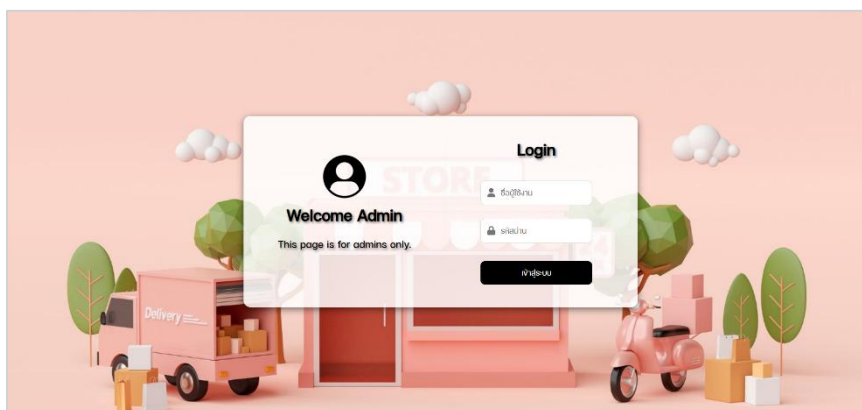 STORE
Welcome Admin
This page is for admins only.
Login
ชื่อผู้ใช้งาน
รหัสผ่าน
เข้าสู่ระบบ
Delivery